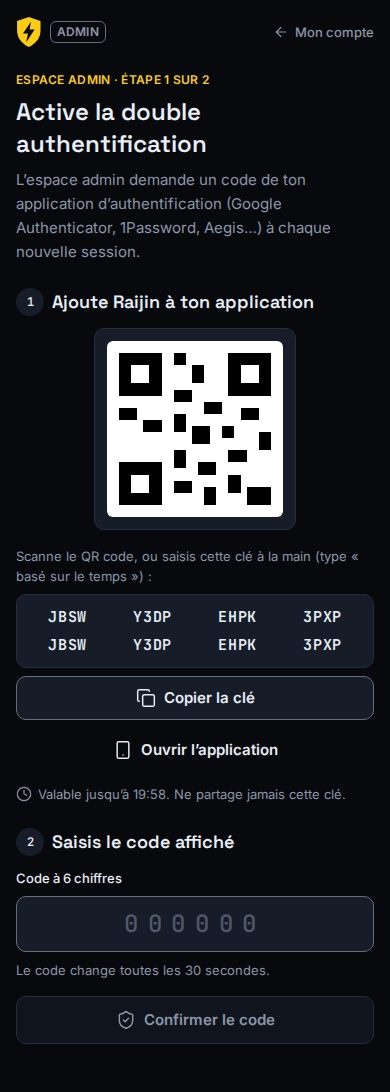 ADMIN
← Mon compte
ESPACE ADMIN · ÉTAPE 1 SUR 2
Active la double
authentification
L’espace admin demande un code de ton
application d’authentification (Google
Authenticator, 1Password, Aegis…) à chaque
nouvelle session.
1 Ajoute Raijin à ton application
Scanne le QR code, ou saisis cette clé à la main (type «
basé sur le temps ») :
JBSW Y3DP EHPK 3PXP
JBSW Y3DP EHPK 3PXP
Copier la clé
Ouvrir l’application
Valable jusqu’à 19:58. Ne partage jamais cette clé.
2 Saisis le code affiché
Code à 6 chiffres
000000
Le code change toutes les 30 secondes.
Confirmer le code